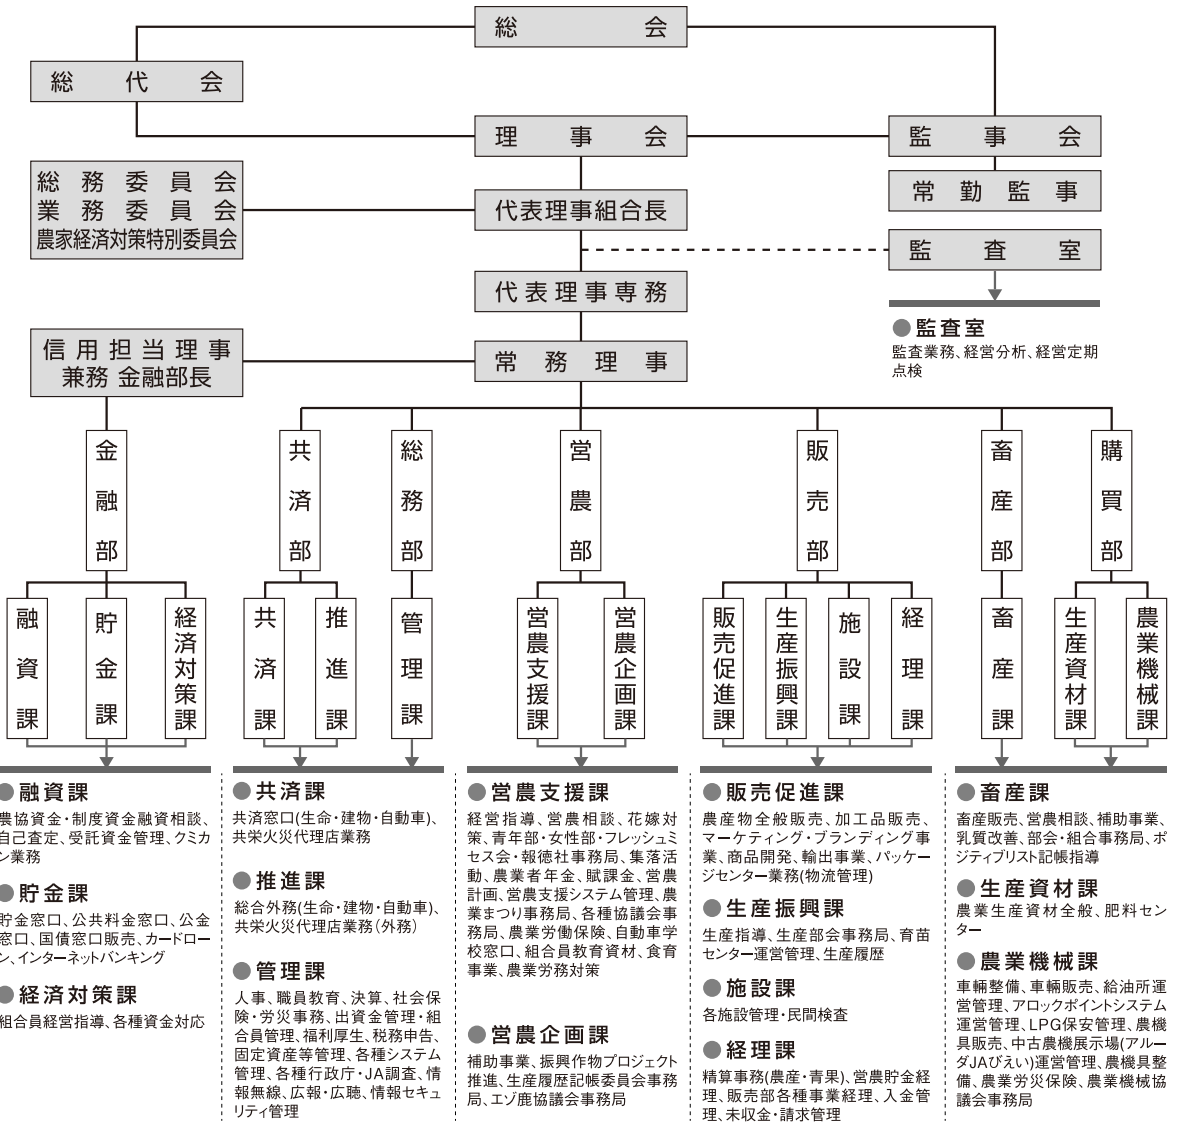 総会
総代会
理事会
監事会
総務委員会
業務委員会
農家経済対策特別委員会
代表理事組合長
常勤監事
監査室
代表理事専務
●監査室
監査業務、経営分析、経営定期
点検
信用担当理事
兼務 金融部長
常務理事
金融部
共済部
総務部
営農部
販売部
畜産部
購買部
融資課
貯金課
経済対策課
共済課
推進課
管理課
営農支援課
営農企画課
販売促進課
生産振興課
施設課
経理課
畜産課
生産資材課
農業機械課
●融資課
農協資金・制度資金融資相談、
自己査定、受託資金管理、クミカ
ン業務
●貯金課
貯金窓口、公共料金窓口、公金
窓口、国債窓口販売、カードロー
ン、インターネットバンキング
●経済対策課
組合員経営指導、各種資金対応
●共済課
共済窓口(生命・建物・自動車)、
共栄火災代理店業務
●推進課
総合外務(生命・建物・自動車)、
共栄火災代理店業務(外務)
●管理課
人事、職員教育、決算、社会保
険・労災事務、出資金管理・組
合員管理、福利厚生、税務申告、
固定資産等管理、各種システム
管理、各種行政庁・JA調査、情
報無線、広報・広聴、情報セキュ
リティ管理
●営農支援課
経営指導、営農相談、花嫁対
策、青年部・女性部・フレッシュミ
セス会・報徳社事務局、集落活
動、農業者年金、賦課金、営農
計画、営農支援システム管理、農
業まつり事務局、各種協議会事
務局、農業労働保険、自動車学
校窓口、組合員教育資材、食育
事業、農業労務対策
●営農企画課
補助事業、振興作物プロジェクト
推進、生産履歴記帳委員会事務
局、エゾ鹿協議会事務局
●販売促進課
農産物全般販売、加工品販売、
マーケティング・ブランディング事
業、商品開発、輸出事業、パッケー
ジセンター業務(物流管理)
●生産振興課
生産指導、生産部会事務局、育苗
センター運営管理、生産履歴
●施設課
各施設管理・民間検査
●経理課
精算事務(農産・青果)、営農貯金経
理、販売部各種事業経理、入金管
理、未収金・請求管理
●畜産課
畜産販売、営農相談、補助事業、
乳質改善、部会・組合事務局、ポ
ジティブリスト記帳指導
●生産資材課
農業生産資材全般、肥料セン
ター
●農業機械課
車輛整備、車輛販売、給油所運
営管理、アロックポイントシステム
運営管理、LPG保安管理、農機
具販売、中古農機展示場(アルー
ダJAびえい)運営管理、農機具整
備、農業労災保険、農業機械協
議会事務局